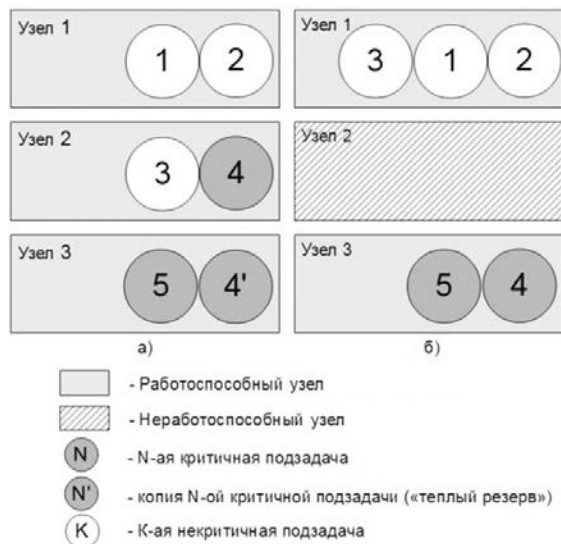 Узел 1
1 2
Узел 1
3 1 2
Узел 2
3 4
Узел 2
Узел 3
5 4'
Узел 3
5 4
а)
б)
- Работоспособный узел
- Неработоспособный узел
N - N-ая критичная подзадача
N' - копия N-ой критичной подзадачи («теплый резерв»)
K - К-ая некритичная подзадача